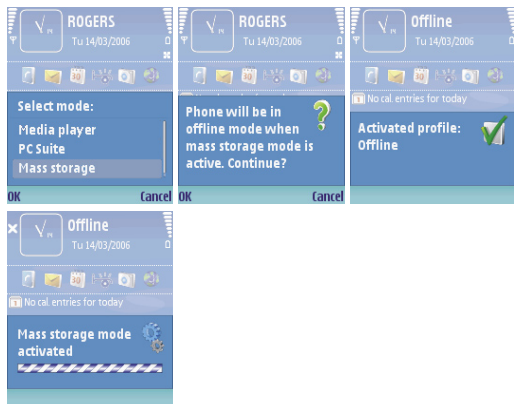 ROGERS
Tu 14/03/2006
Select mode:
Media player
PC Suite
Mass storage
OK Cancel
ROGERS
Tu 14/03/2006
Phone will be in
offline mode when
mass storage mode is
active. Continue?
OK Cancel
Offline
Tu 14/03/2006
No cal. entries for today
Activated profile:
Offline
Offline
Tu 14/03/2006
No cal entries for today
Mass storage mode
activated